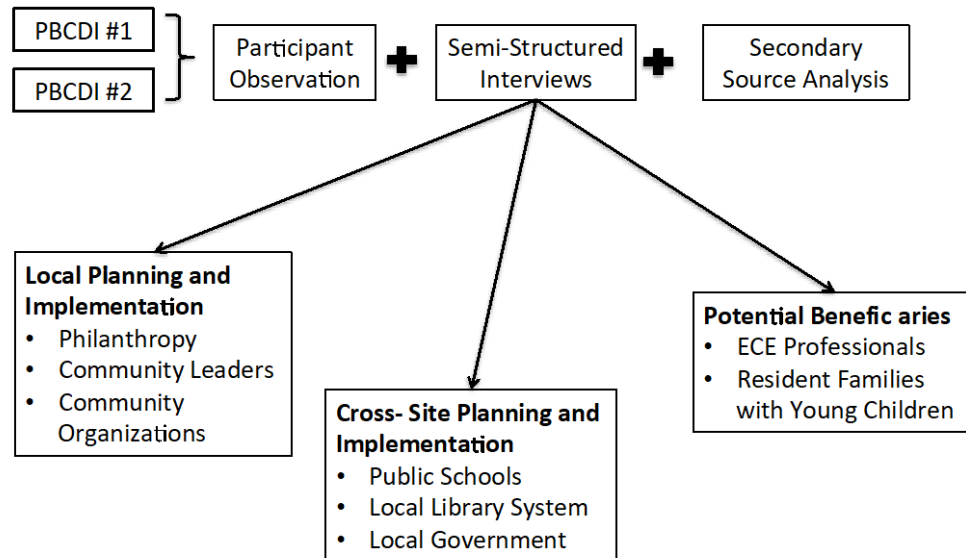 PBCDI #1
PBCDI #2
Participant
Observation
Semi-Structured
Interviews
Secondary
Source Analysis
Local Planning and
Implementation
• Philanthropy
• Community Leaders
• Community
Organizations
Cross- Site Planning and
Implementation
• Public Schools
• Local Library System
• Local Government
Potential Benefic aries
• ECE Professionals
• Resident Families
with Young Children